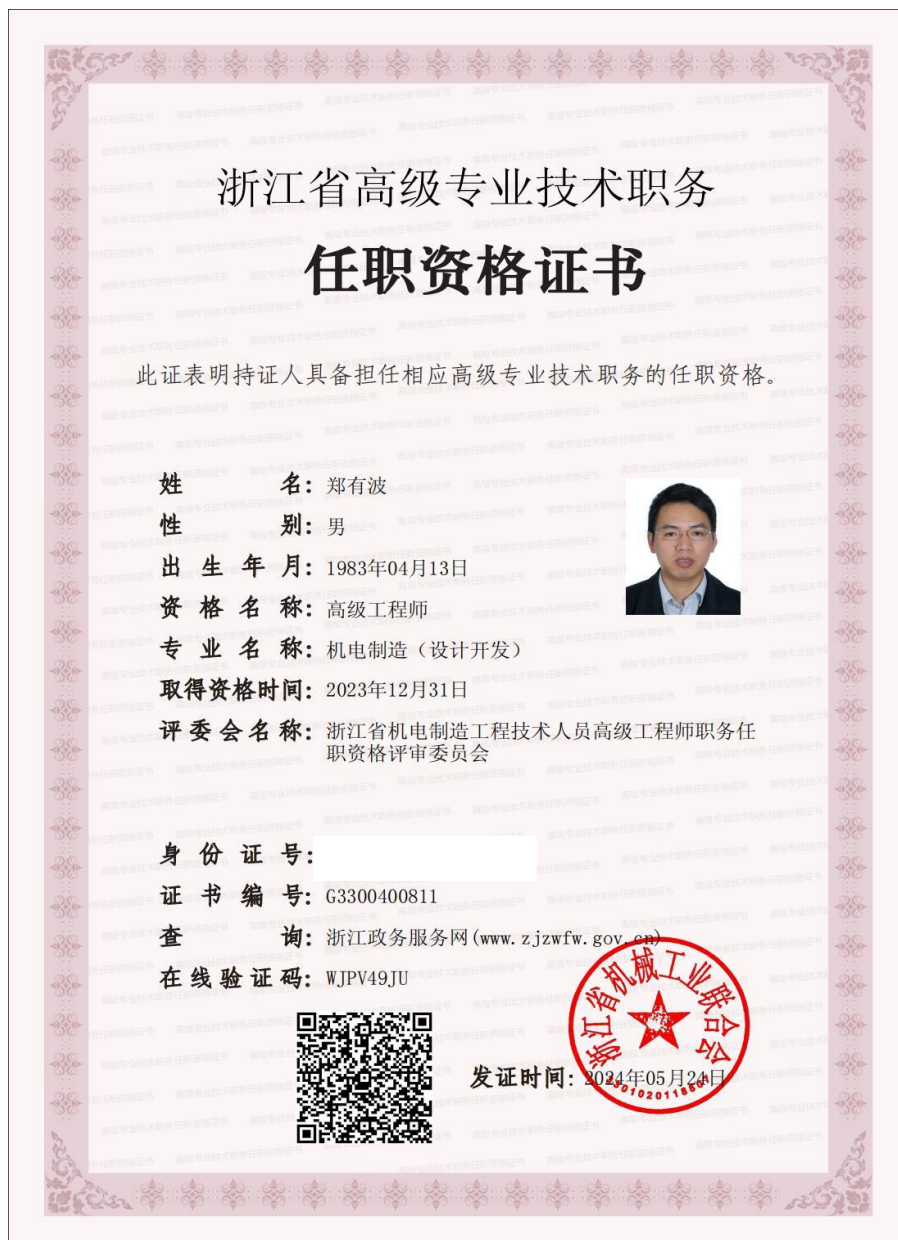 浙江省高级专业技术职务
任职资格证书
此证表明持证人具备担任相应高级专业技术职务的任职资格。
姓名：郑有波
性别：男
出生年月：1983年04月13日
资格名称：高级工程师
专业名称：机电制造（设计开发）
取得资格时间：2023年12月31日
评委会名称：浙江省机电制造工程技术人员高级工程师职务任
职资格评审委员会
身份证号：
证书编号：G3300400811
查询：浙江政务服务网(www.zjzwfw.gov.cn)
在线验证码：WJPV49JU
浙江省机械工业联合会
发证时间：2024年05月24日